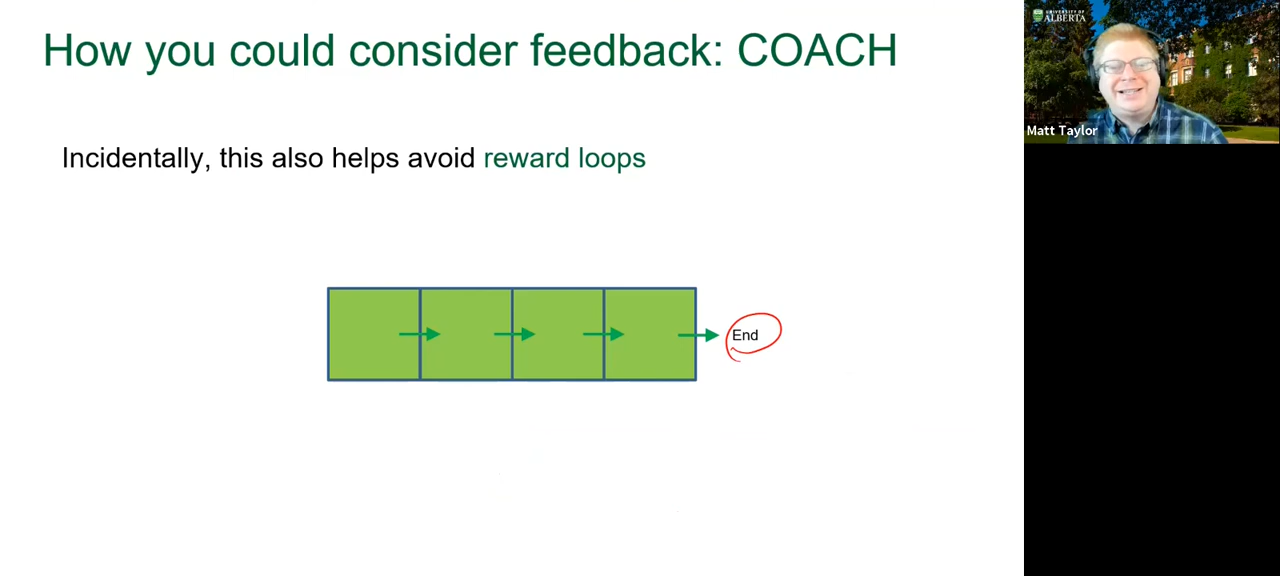 How you could consider feedback: COACH
UNIVERSITY OF
ALBERTA
Matt Taylor
Incidentally, this also helps avoid reward loops
End